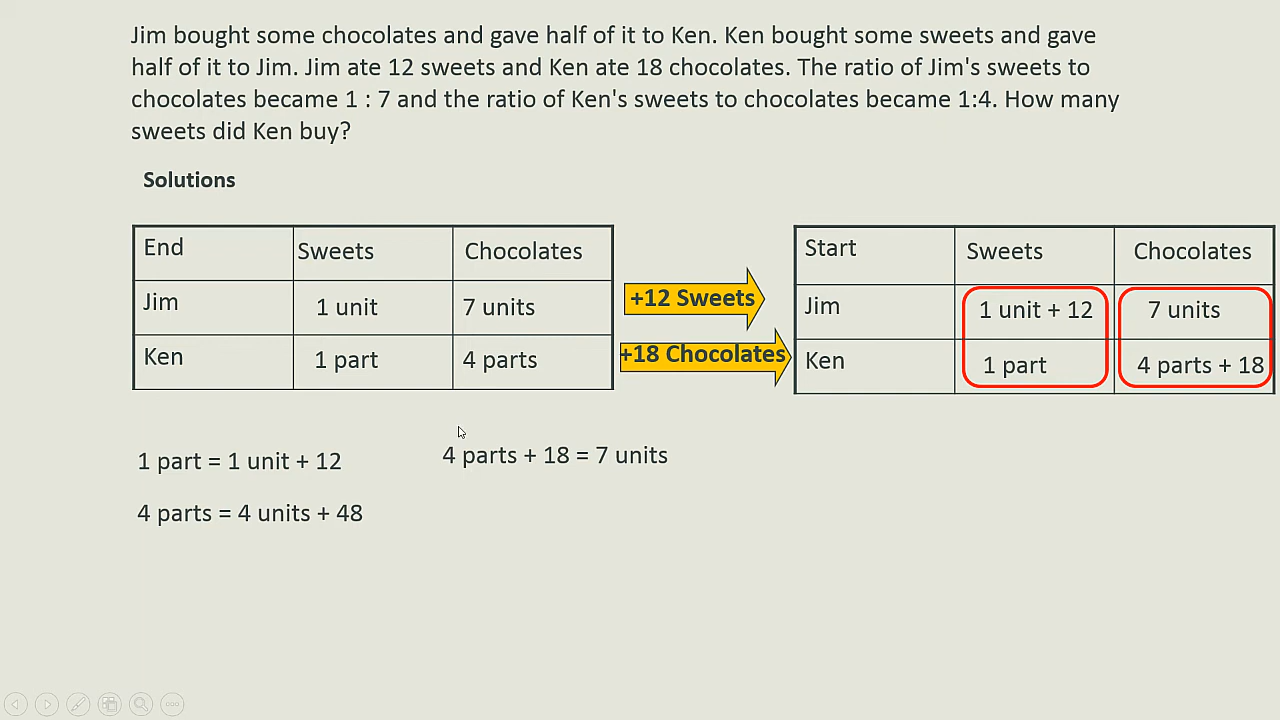 Jim bought some chocolates and gave half of it to Ken. Ken bought some sweets and gave
half of it to Jim. Jim ate 12 sweets and Ken ate 18 chocolates. The ratio of Jim's sweets to
chocolates became 1 : 7 and the ratio of Ken's sweets to chocolates became 1:4. How many
sweets did Ken buy?
Solutions
End Sweets Chocolates
Jim 1 unit 7 units
Ken 1 part 4 parts
+12 Sweets
+18 Chocolates
Start Sweets Chocolates
Jim 1 unit + 12 7 units
Ken 1 part 4 parts + 18
1 part = 1 unit + 12
4 parts + 18 = 7 units
4 parts = 4 units + 48